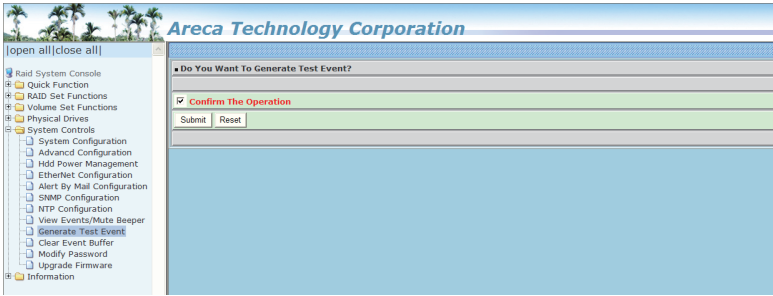 Areca Technology Corporation
|open all|close all|
Raid System Console
Quick Function
RAID Set Functions
Volume Set Functions
Physical Drives
System Controls
System Configuration
Advancd Configuration
Hdd Power Management
EtherNet Configuration
Alert By Mail Configuration
SNMP Configuration
NTP Configuration
View Events/Mute Beeper
Generate Test Event
Clear Event Buffer
Modify Password
Upgrade Firmware
Information
Do You Want To Generate Test Event?
Confirm The Operation
Submit Reset